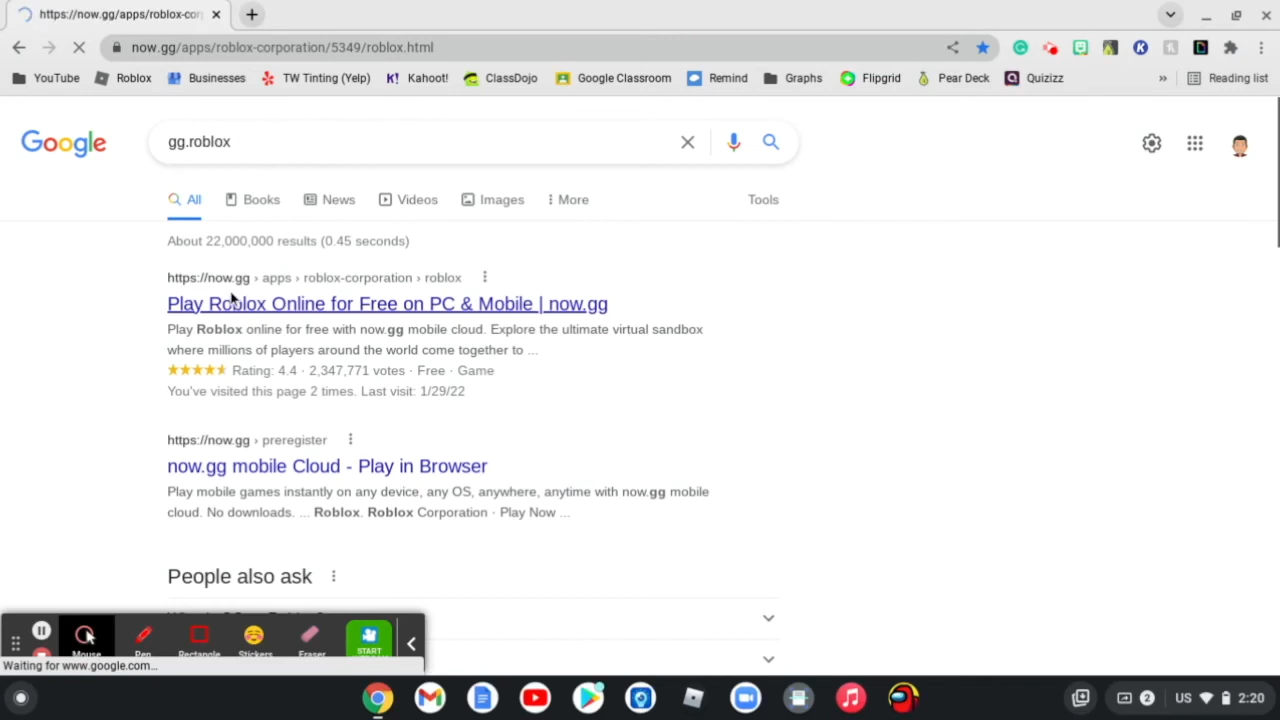 https://now.gg/apps/roblox-cor
now.gg/apps/roblox-corporation/5349/roblox.html
YouTube Roblox Businesses TW Tinting (Yelp) K! Kahoot! ClassDojo Google Classroom Remind Graphs Flipgrid Pear Deck Quizizz » Reading list
Google gg.roblox
All Books News Videos Images More Tools
About 22,000,000 results (0.45 seconds)
https://now.gg › apps › roblox-corporation › roblox
Play Roblox Online for Free on PC & Mobile | now.gg
Play Roblox online for free with now.gg mobile cloud. Explore the ultimate virtual sandbox
where millions of players around the world come together to ...
Rating: 4.4 · 2,347,771 votes · Free · Game
You've visited this page 2 times. Last visit: 1/29/22
https://now.gg › preregister
now.gg mobile Cloud - Play in Browser
Play mobile games instantly on any device, any OS, anywhere, anytime with now.gg mobile
cloud. No downloads. ... Roblox. Roblox Corporation · Play Now ...
People also ask
Mouse Pen Rectangle Stickers Eraser START
Waiting for www.google.com...
2 US 2:20